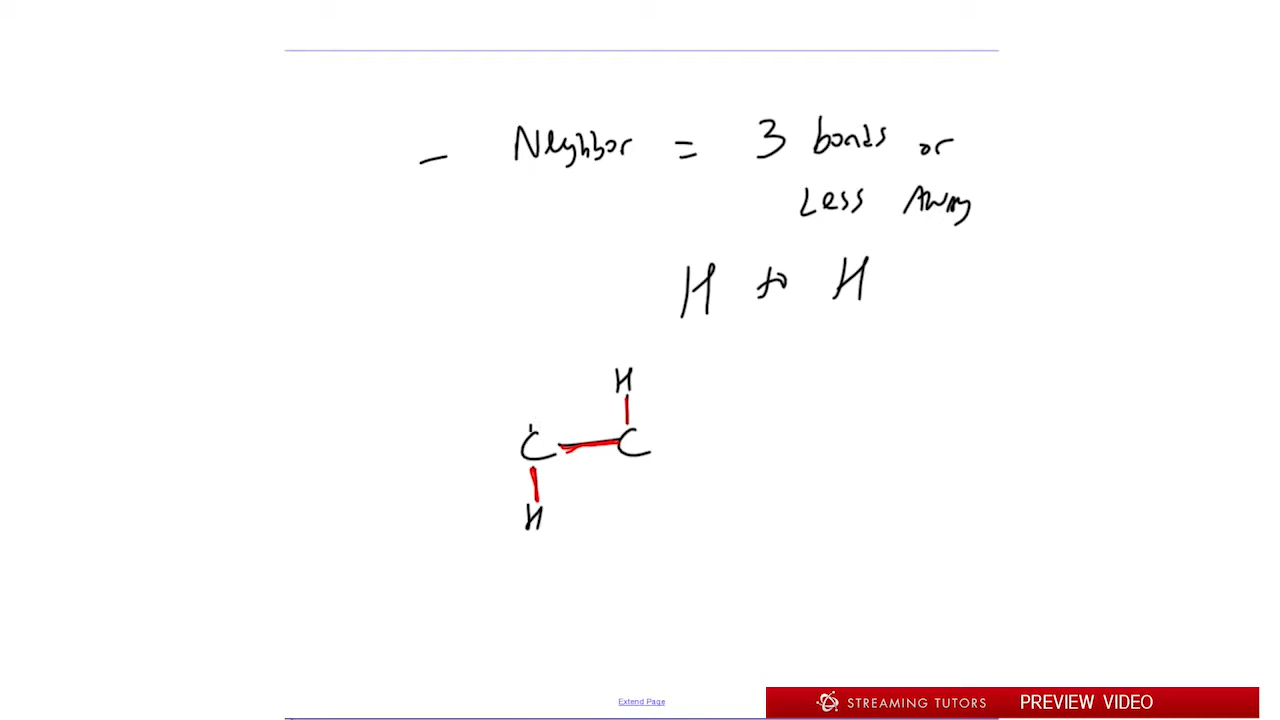 - Neighbor = 3 bonds or
Less Away
H to H
H
C C
H
Extend Page
STREAMING TUTORS PREVIEW VIDEO